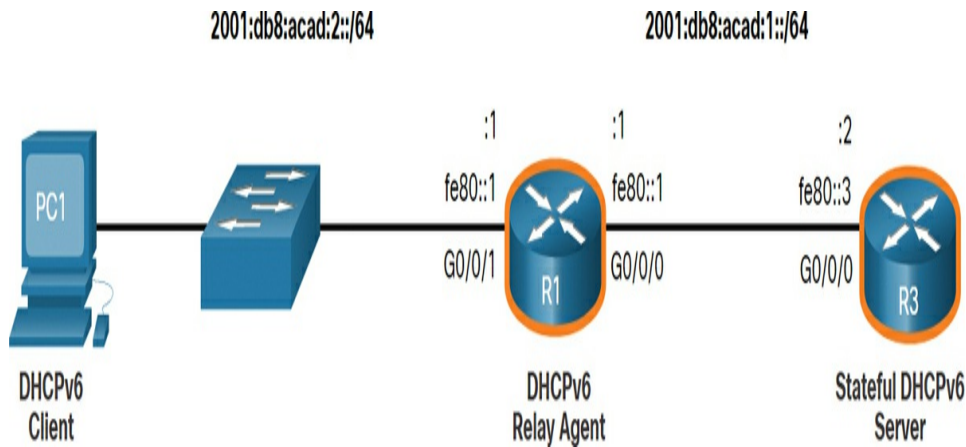 2001:db8:acad:2::/64
2001:db8:acad:1::/64
:1
:1
:2
fe80::1
fe80::1
fe80::3
PC1
G0/0/1
G0/0/0
G0/0/0
R1
R3
DHCPv6
Client
DHCPv6
Relay Agent
Stateful DHCPv6
Server